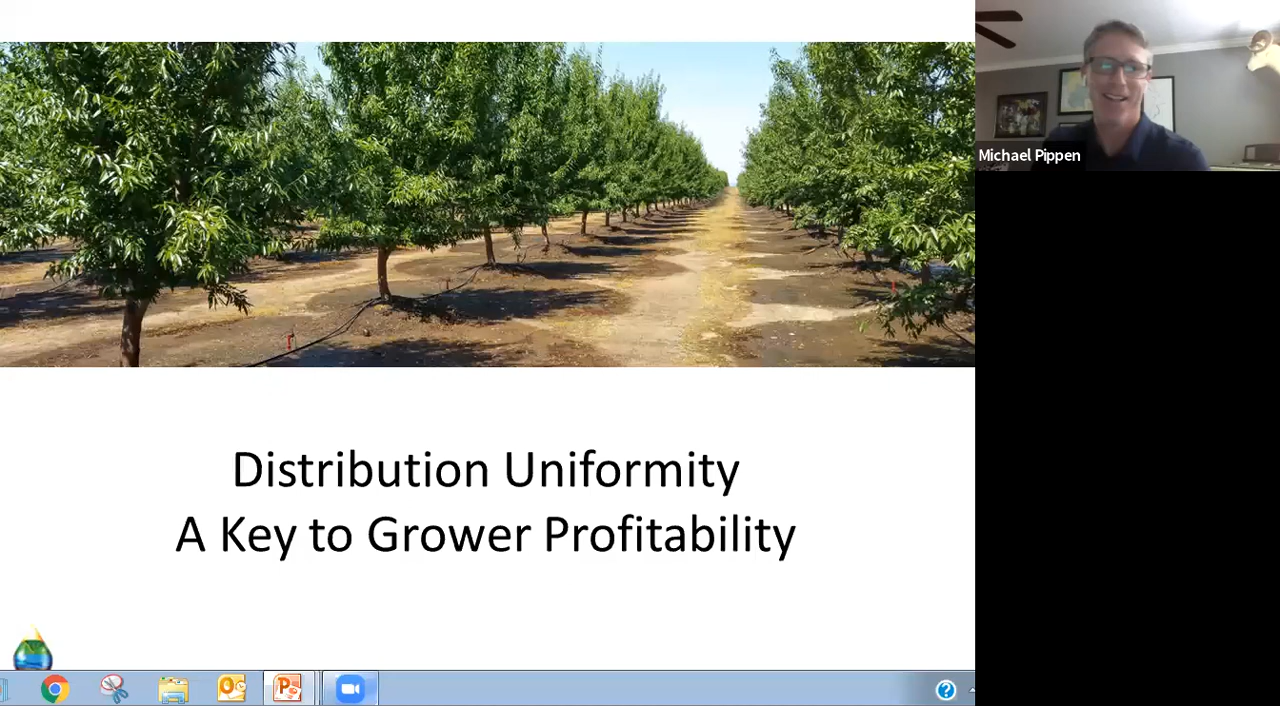 Michael Pippen
Distribution Uniformity
A Key to Grower Profitability